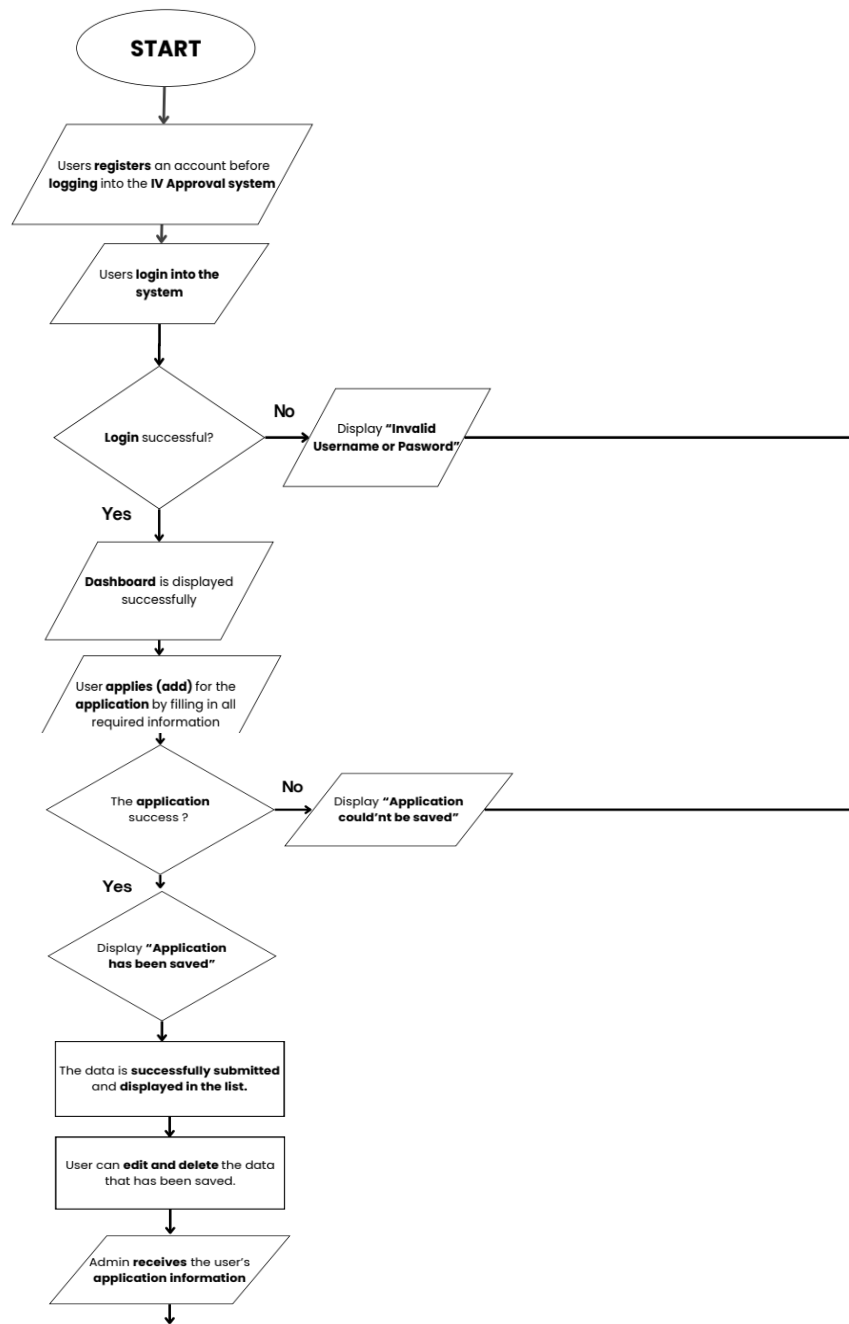 START
Users registers an account before
logging into the IV Approval system
Users login into the
system
Login successful?
No
Display “Invalid
Username or Pasword”
Yes
Dashboard is displayed
successfully
User applies (add) for the
application by filling in all
required information
The application
success ?
No
Display “Application
could’nt be saved”
Yes
Display “Application
has been saved”
The data is successfully submitted
and displayed in the list.
User can edit and delete the data
that has been saved.
Admin receives the user’s
application information